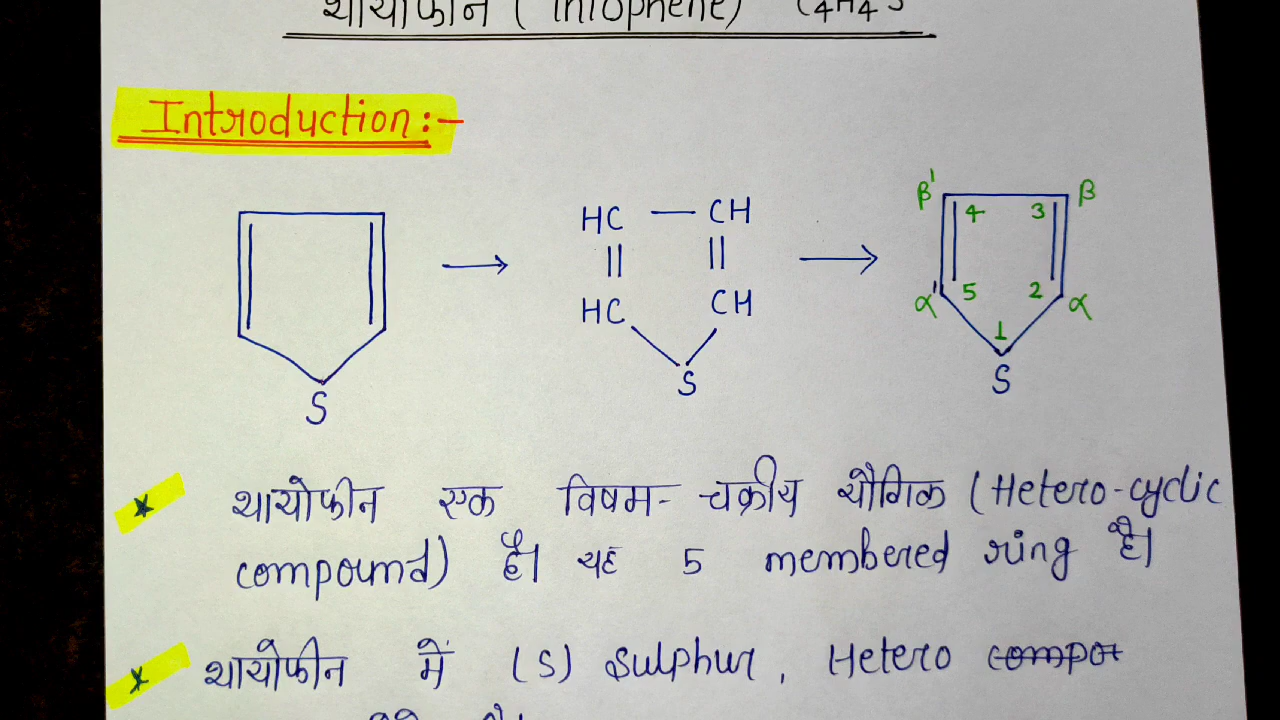 थायोफीन ( Thiophene) C4H4S
Introduction:-
HC — CH
HC CH
S
S
β' 4 3 β
α' 5 2 α
1
S
थायोफीन एक विषम- चक्रीय यौगिक (Hetero-cyclic
compound) है। यह 5 membered ring है।
थायोफीन में (S) Sulphur, Hetero compo